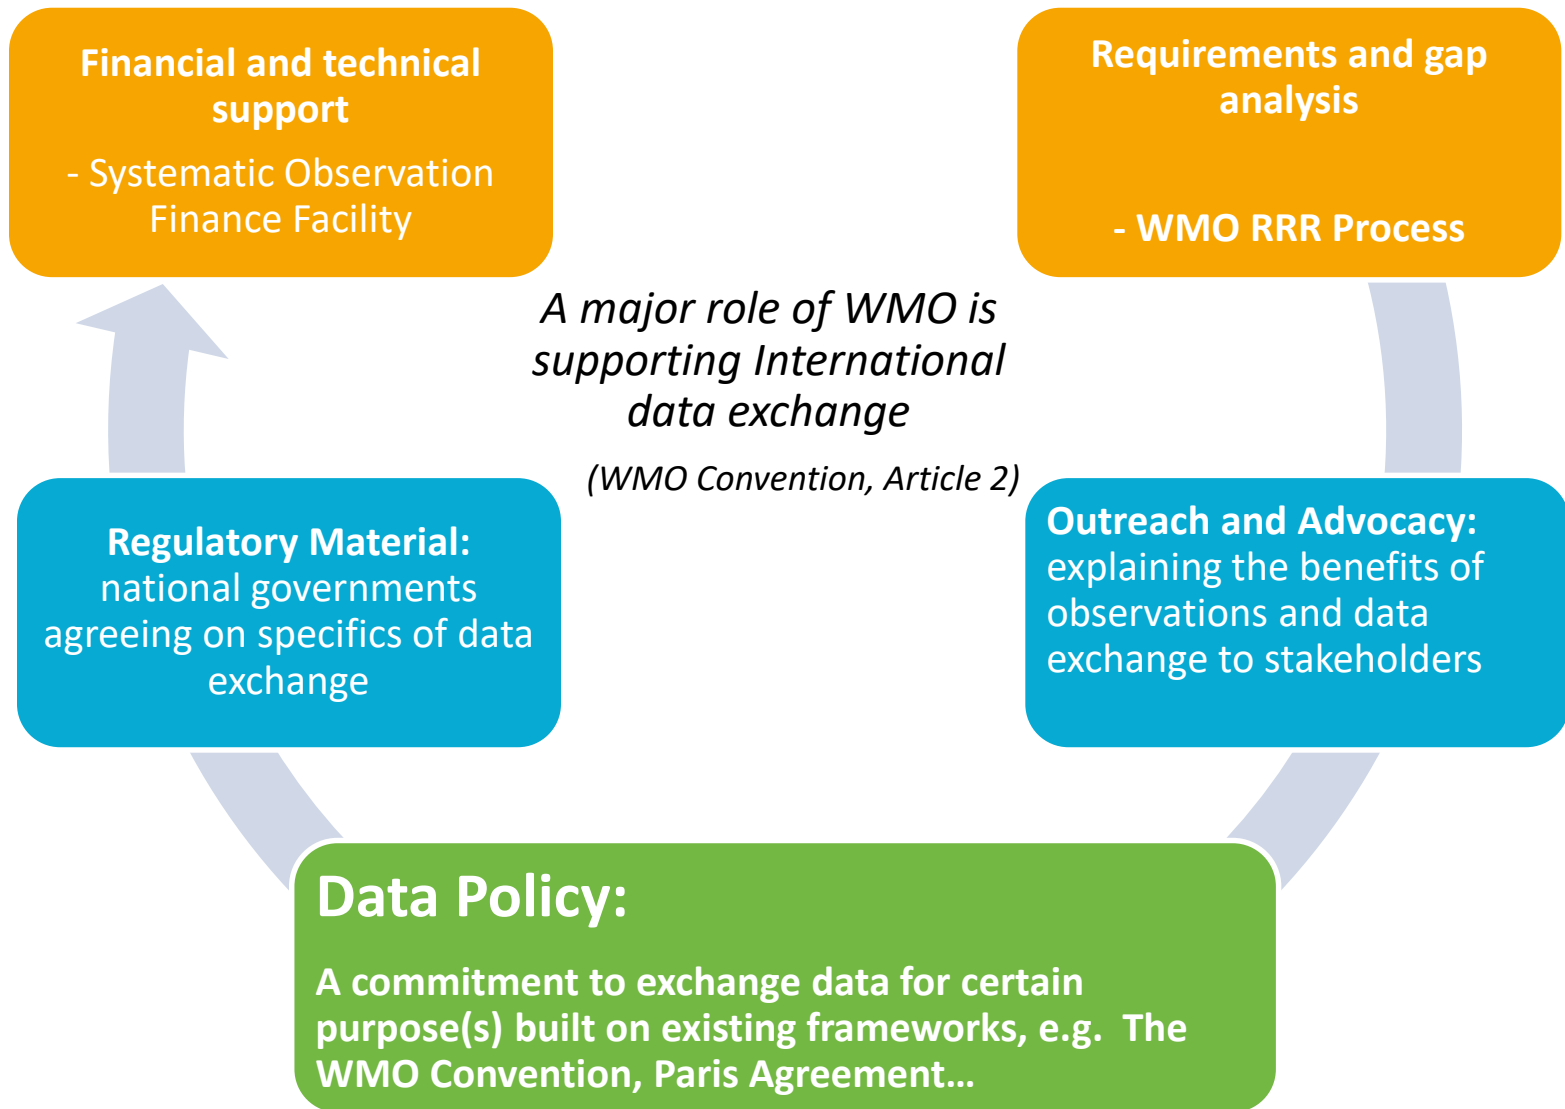 Financial and technical
support
- Systematic Observation
Finance Facility
Requirements and gap
analysis
- WMO RRR Process
A major role of WMO is
supporting International
data exchange
(WMO Convention, Article 2)
Regulatory Material:
national governments
agreeing on specifics of data
exchange
Outreach and Advocacy:
explaining the benefits of
observations and data
exchange to stakeholders
Data Policy:
A commitment to exchange data for certain
purpose(s) built on existing frameworks, e.g.  The
WMO Convention, Paris Agreement…